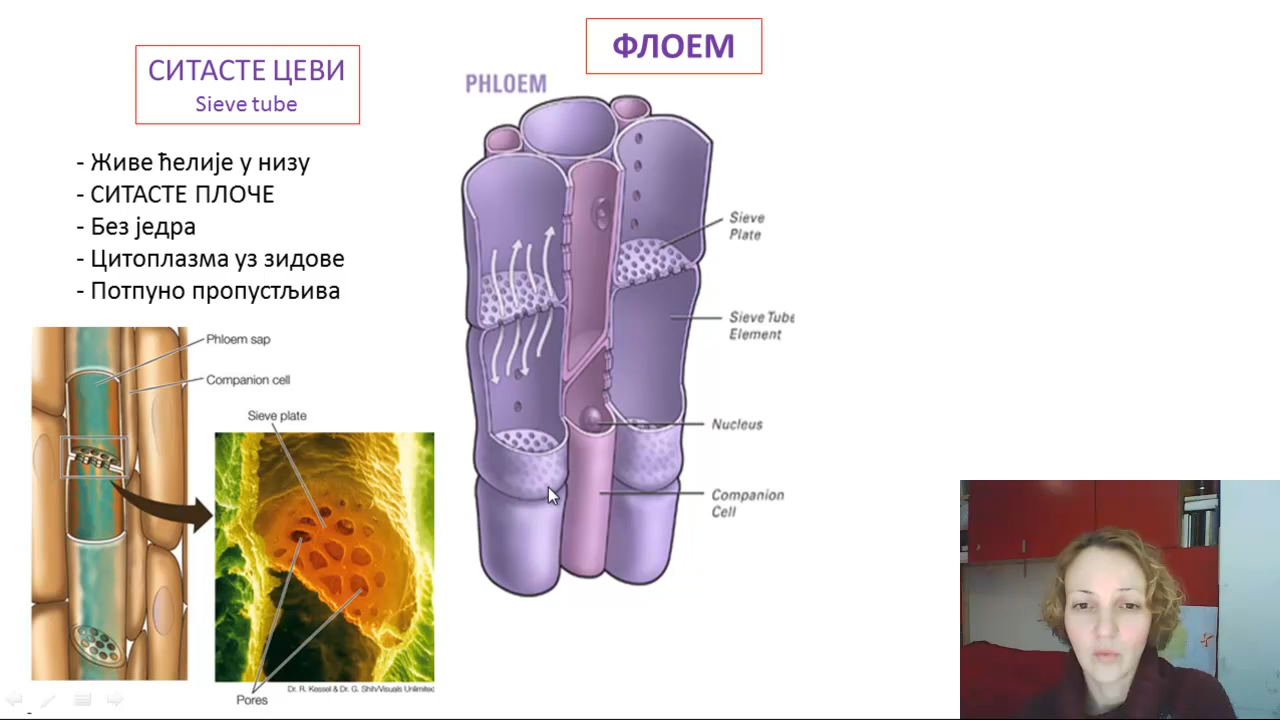 ФЛОЕМ
СИТАСТЕ ЦЕВИ
Sieve tube
- Живе ћелије у низу
- СИТАСТЕ ПЛОЧЕ
- Без једра
- Цитоплазма уз зидове
- Потпуно пропустљива
PHLOEM
Sieve
Plate
Sieve Tube
Element
Nucleus
Companion
Cell
Phloem sap
Companion cell
Sieve plate
Dr. R. Kessel & Dr. G. Shih/Visuals Unlimited
Pores